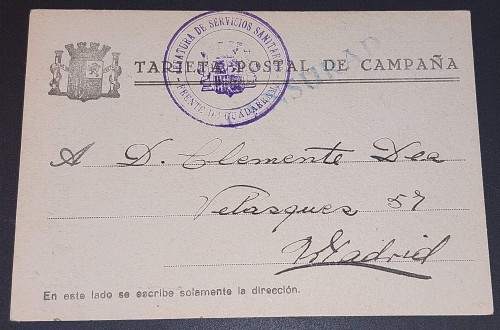 TARJETA POSTAL DE CAMPAÑA
JEFATURA DE SERVICIOS SANITARIOS
FRENTE DE GUADARRAMA
A D. Clemente Dea
Velasques 57
Madrid
En este lado se escribe solamente la dirección.